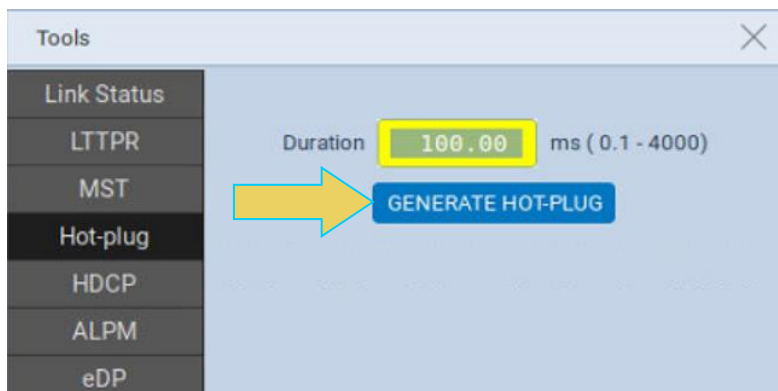 Tools
Link Status
LTTPR
MST
Hot-plug
HDCP
ALPM
eDP
Duration 100.00 ms ( 0.1 - 4000)
GENERATE HOT-PLUG